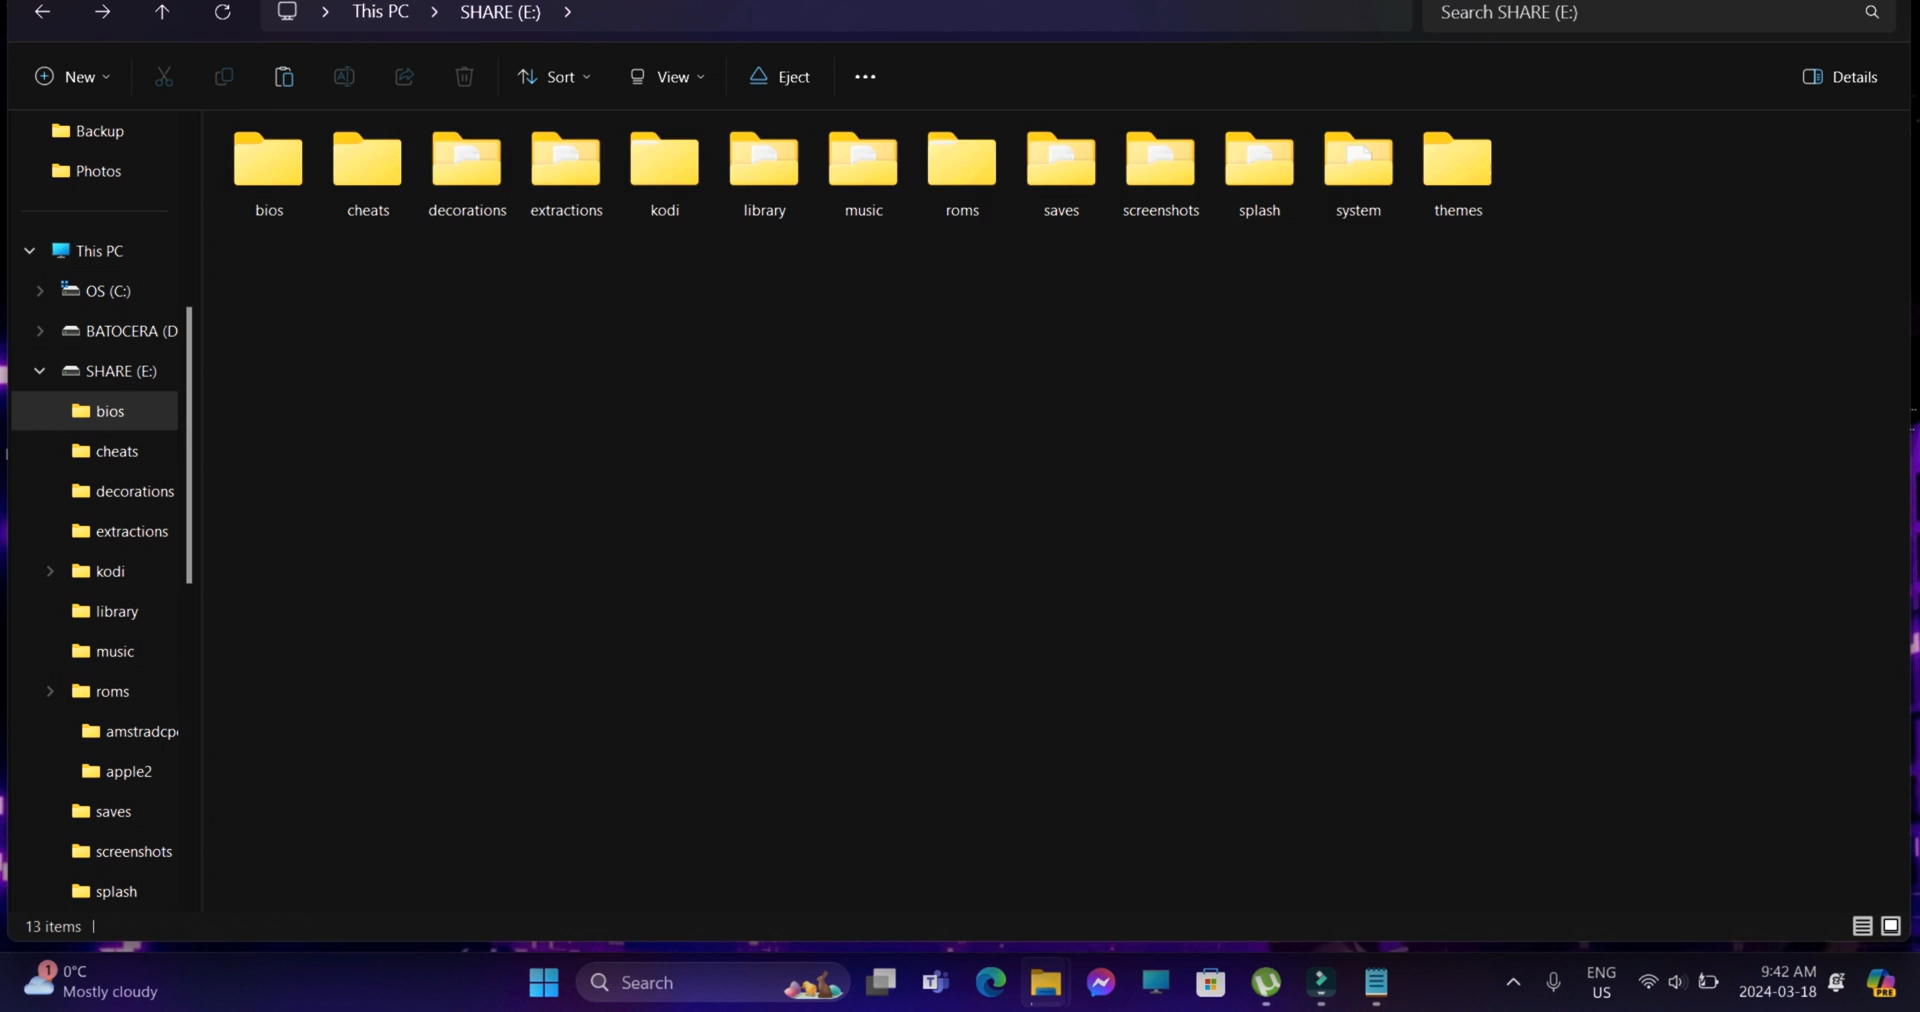 This PC
SHARE (E:)
Search SHARE (E:)
New
Sort
View
Eject
Details
Backup
Photos
This PC
OS (C:)
BATOCERA (D
SHARE (E:)
bios
cheats
decorations
extractions
kodi
library
music
roms
amstradcp
apple2
saves
screenshots
splash
bios
cheats
decorations
extractions
kodi
library
music
roms
saves
screenshots
splash
system
themes
13 items
1
0°C
Mostly cloudy
Search
ENG
US
9:42 AM
2024-03-18
PRE